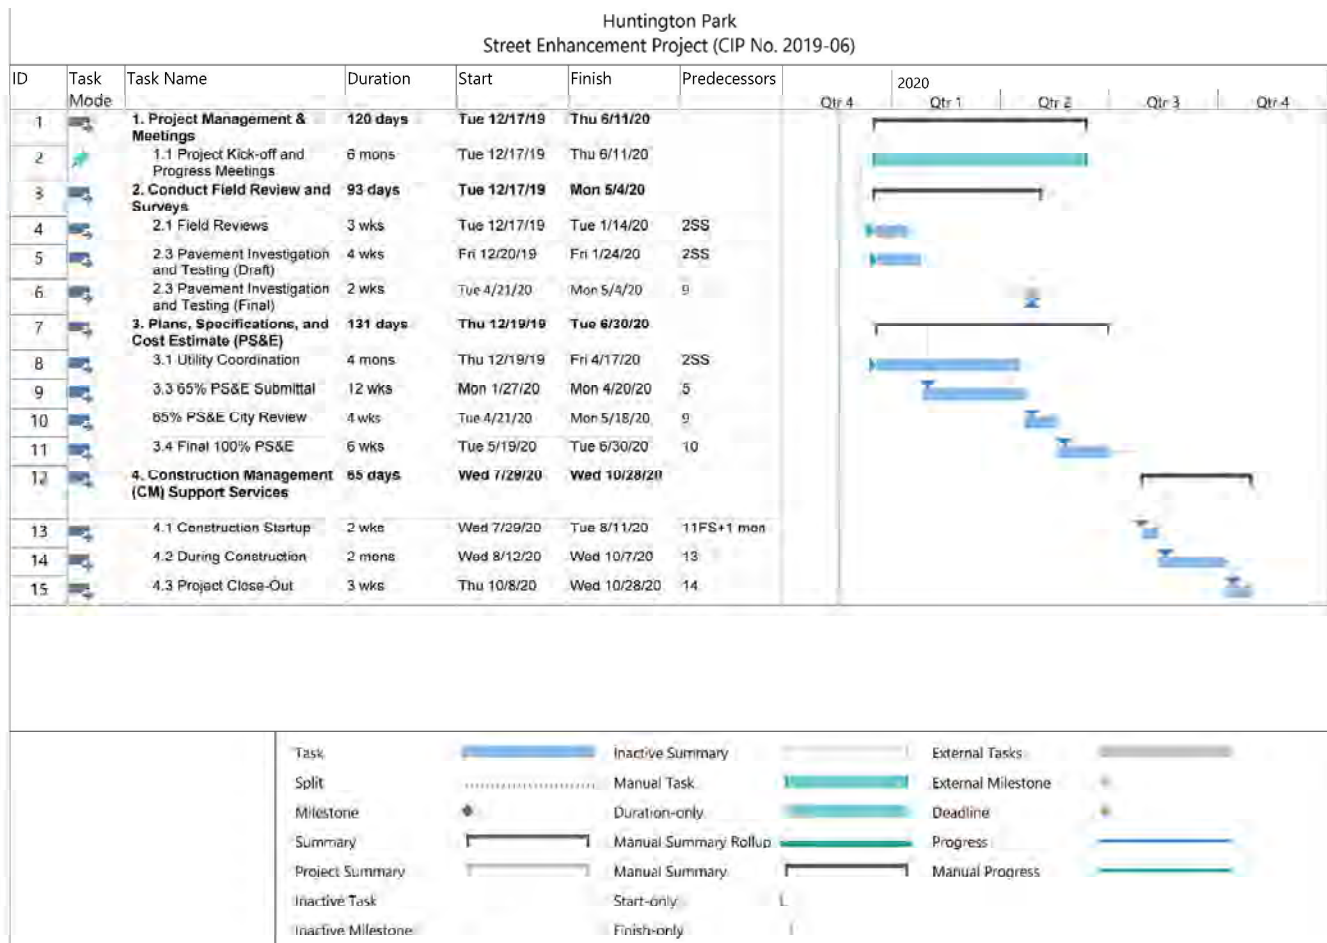 Huntington Park
Street Enhancement Project (CIP No. 2019-06)
ID Task Mode Task Name Duration Start Finish Predecessors 2020
Qtr 4 Qtr 1 Qtr 2 Qtr 3 Qtr 4
1 1. Project Management & Meetings 120 days Tue 12/17/19 Thu 6/11/20
2 1.1 Project Kick-off and Progress Meetings 6 mons Tue 12/17/19 Thu 6/11/20
3 2. Conduct Field Review and Surveys 93 days Tue 12/17/19 Mon 5/4/20
4 2.1 Field Reviews 3 wks Tue 12/17/19 Tue 1/14/20 2SS
5 2.3 Pavement Investigation and Testing (Draft) 4 wks Fri 12/20/19 Fri 1/24/20 2SS
6 2.3 Pavement Investigation and Testing (Final) 2 wks Tue 4/21/20 Mon 5/4/20 9
7 3. Plans, Specifications, and Cost Estimate (PS&E) 131 days Thu 12/19/19 Tue 6/30/20
8 3.1 Utility Coordination 4 mons Thu 12/19/19 Fri 4/17/20 2SS
9 3.3 65% PS&E Submittal 12 wks Mon 1/27/20 Mon 4/20/20 5
10 65% PS&E City Review 4 wks Tue 4/21/20 Mon 5/18/20 9
11 3.4 Final 100% PS&E 6 wks Tue 5/19/20 Tue 6/30/20 10
12 4. Construction Management (CM) Support Services 65 days Wed 7/29/20 Wed 10/28/20
13 4.1 Construction Startup 2 wks Wed 7/29/20 Tue 8/11/20 11FS+1 mon
14 4.2 During Construction 2 mons Wed 8/12/20 Wed 10/7/20 13
15 4.3 Project Close-Out 3 wks Thu 10/8/20 Wed 10/28/20 14
Task Inactive Summary External Tasks
Split Manual Task External Milestone
Milestone Duration-only Deadline
Summary Manual Summary Rollup Progress
Project Summary Manual Summary Manual Progress
Inactive Task Start-only
Inactive Milestone Finish-only